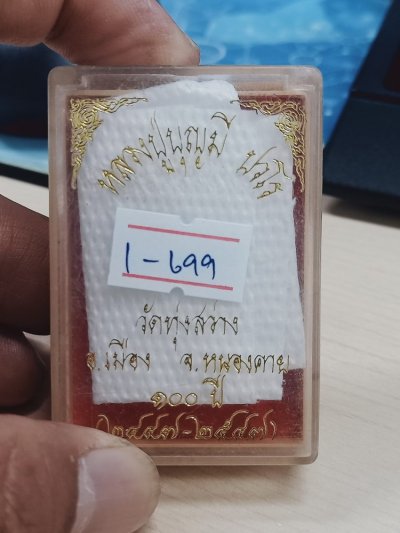 หลวงปู่บุญมี
1-699
วัดทุ่งสว่าง
อ.เมือง จ.หนองคาย
๑๐๐ ปี
(๒๔๔๗-๒๕๔๗)